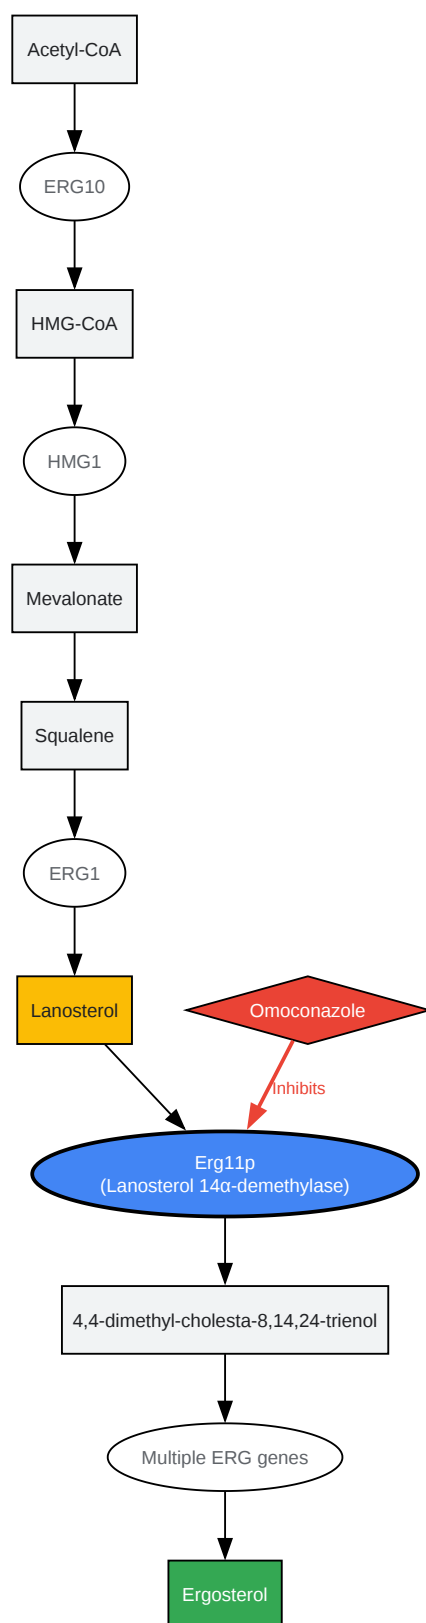 Acetyl-CoA
ERG10
HMG-CoA
HMG1
Mevalonate
Squalene
ERG1
Lanosterol
Omoconazole
Inhibits
Erg11p
(Lanosterol 14α-demethylase)
4,4-dimethyl-cholesta-8,14,24-trienol
Multiple ERG genes
Ergosterol